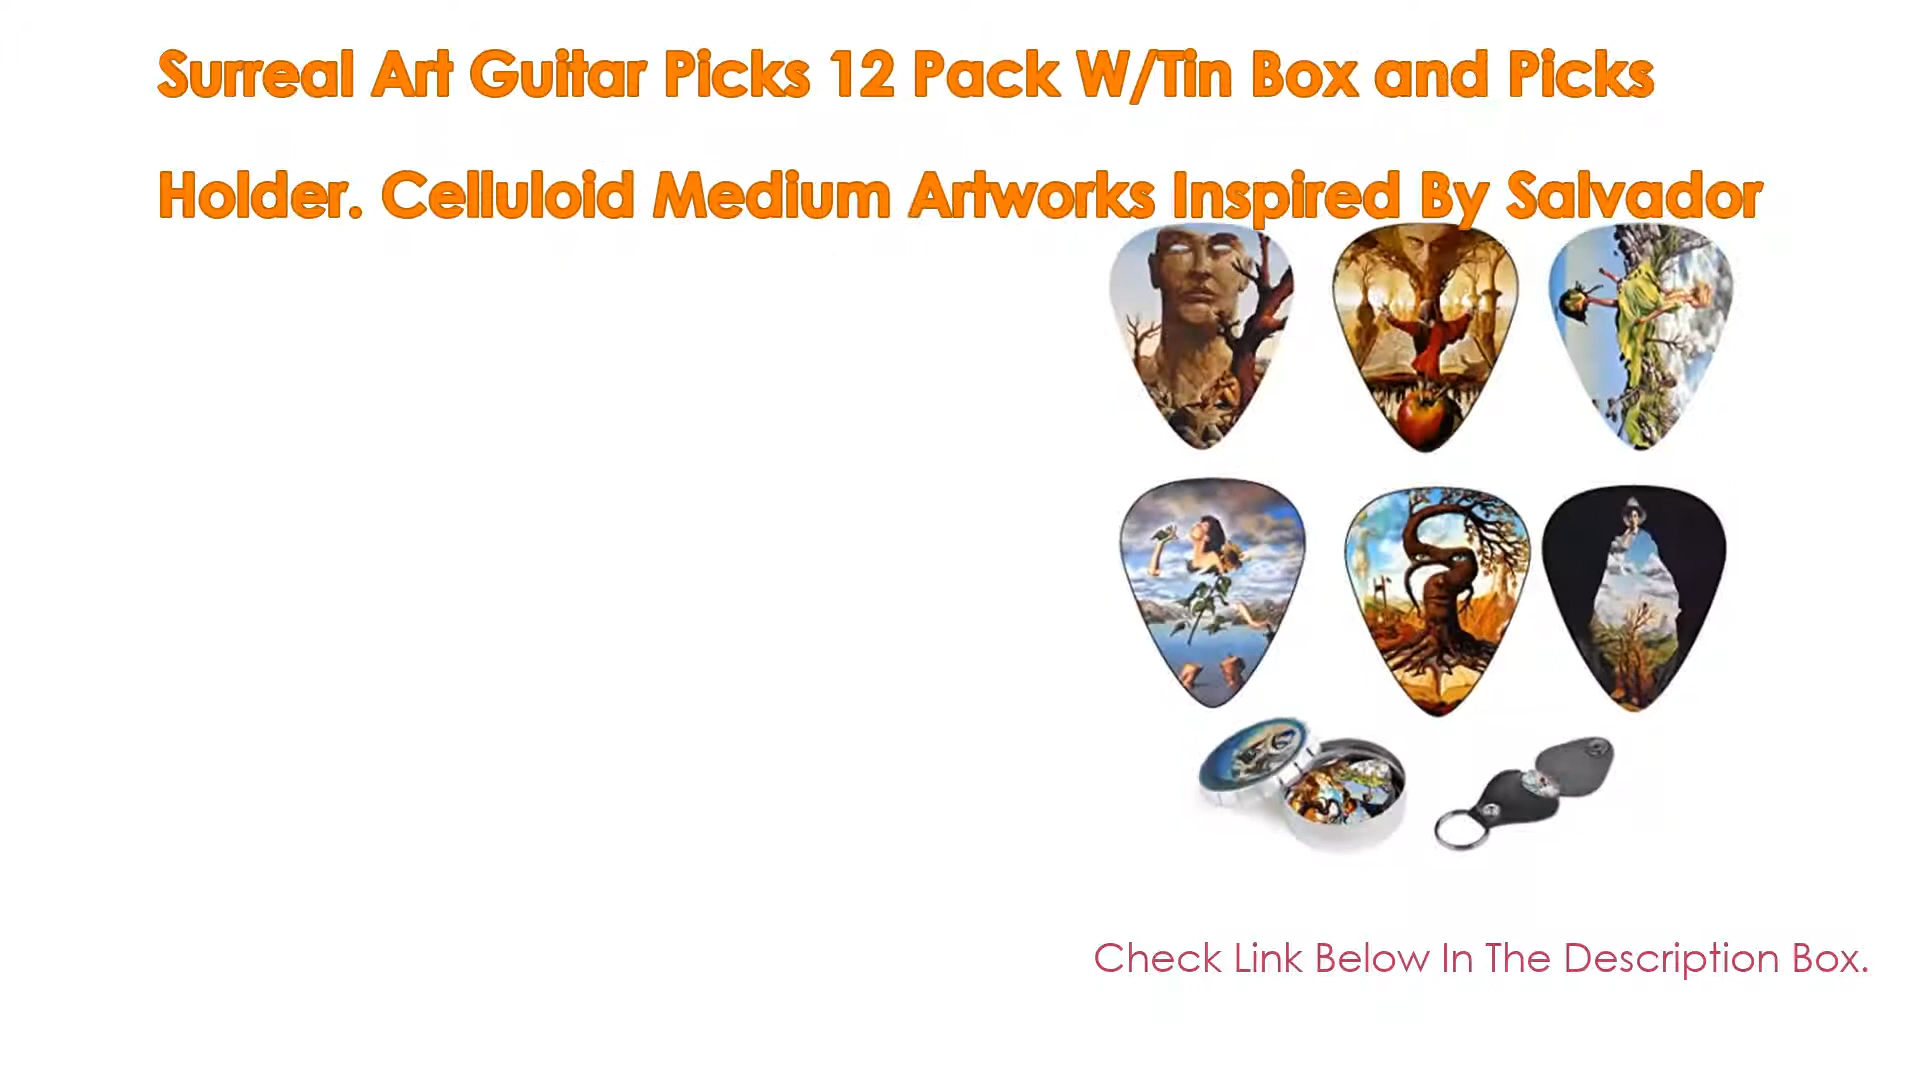 Surreal Art Guitar Picks 12 Pack W/Tin Box and Picks
Holder. Celluloid Medium Artworks Inspired By Salvador
Check Link Below In The Description Box.